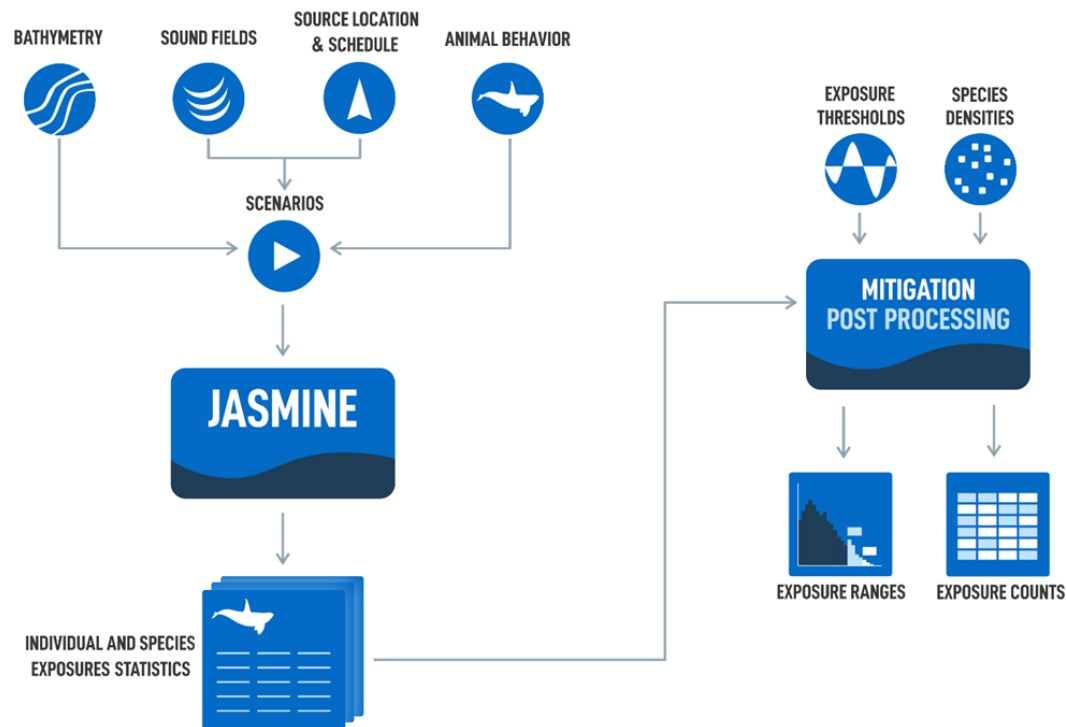 BATHYMETRY
SOUND FIELDS
SOURCE LOCATION
& SCHEDULE
ANIMAL BEHAVIOR
SCENARIOS
JASMINE
INDIVIDUAL AND SPECIES
EXPOSURES STATISTICS
EXPOSURE
THRESHOLDS
SPECIES
DENSITIES
MITIGATION
POST PROCESSING
EXPOSURE RANGES
EXPOSURE COUNTS